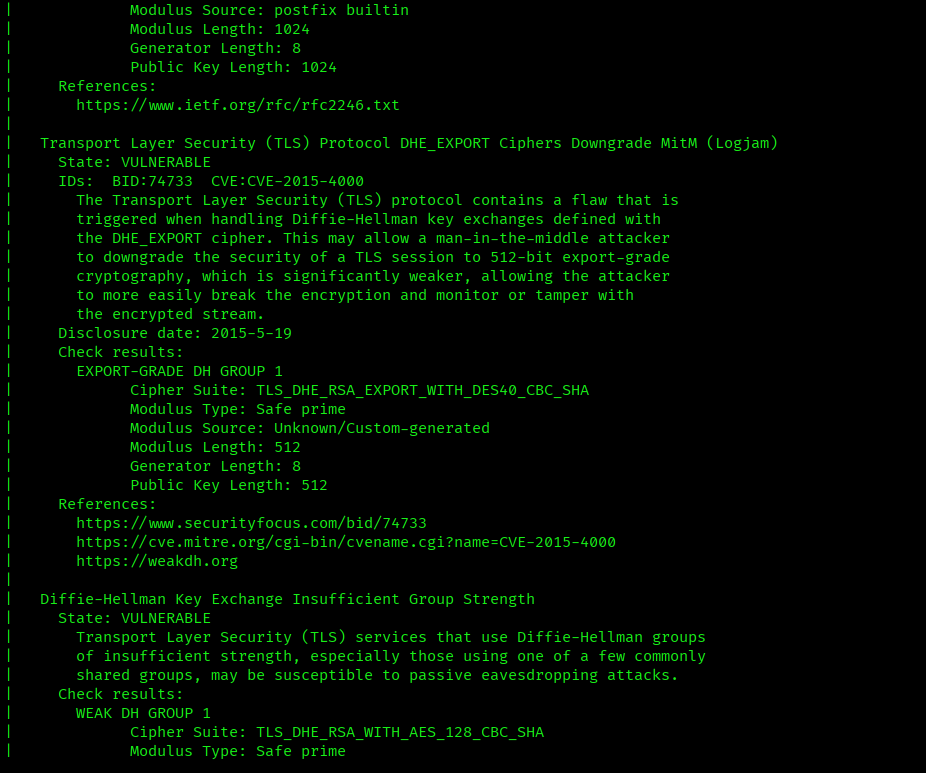 |             Modulus Source: postfix builtin
|             Modulus Length: 1024
|             Generator Length: 8
|             Public Key Length: 1024
|     References:
|       https://www.ietf.org/rfc/rfc2246.txt
|
|   Transport Layer Security (TLS) Protocol DHE_EXPORT Ciphers Downgrade MitM (Logjam)
|     State: VULNERABLE
|     IDs:  BID:74733  CVE:CVE-2015-4000
|       The Transport Layer Security (TLS) protocol contains a flaw that is
|       triggered when handling Diffie-Hellman key exchanges defined with
|       the DHE_EXPORT cipher. This may allow a man-in-the-middle attacker
|       to downgrade the security of a TLS session to 512-bit export-grade
|       cryptography, which is significantly weaker, allowing the attacker
|       to more easily break the encryption and monitor or tamper with
|       the encrypted stream.
|     Disclosure date: 2015-5-19
|     Check results:
|       EXPORT-GRADE DH GROUP 1
|             Cipher Suite: TLS_DHE_RSA_EXPORT_WITH_DES40_CBC_SHA
|             Modulus Type: Safe prime
|             Modulus Source: Unknown/Custom-generated
|             Modulus Length: 512
|             Generator Length: 8
|             Public Key Length: 512
|     References:
|       https://www.securityfocus.com/bid/74733
|       https://cve.mitre.org/cgi-bin/cvename.cgi?name=CVE-2015-4000
|       https://weakdh.org
|
|   Diffie-Hellman Key Exchange Insufficient Group Strength
|     State: VULNERABLE
|       Transport Layer Security (TLS) services that use Diffie-Hellman groups
|       of insufficient strength, especially those using one of a few commonly
|       shared groups, may be susceptible to passive eavesdropping attacks.
|     Check results:
|       WEAK DH GROUP 1
|             Cipher Suite: TLS_DHE_RSA_WITH_AES_128_CBC_SHA
|             Modulus Type: Safe prime